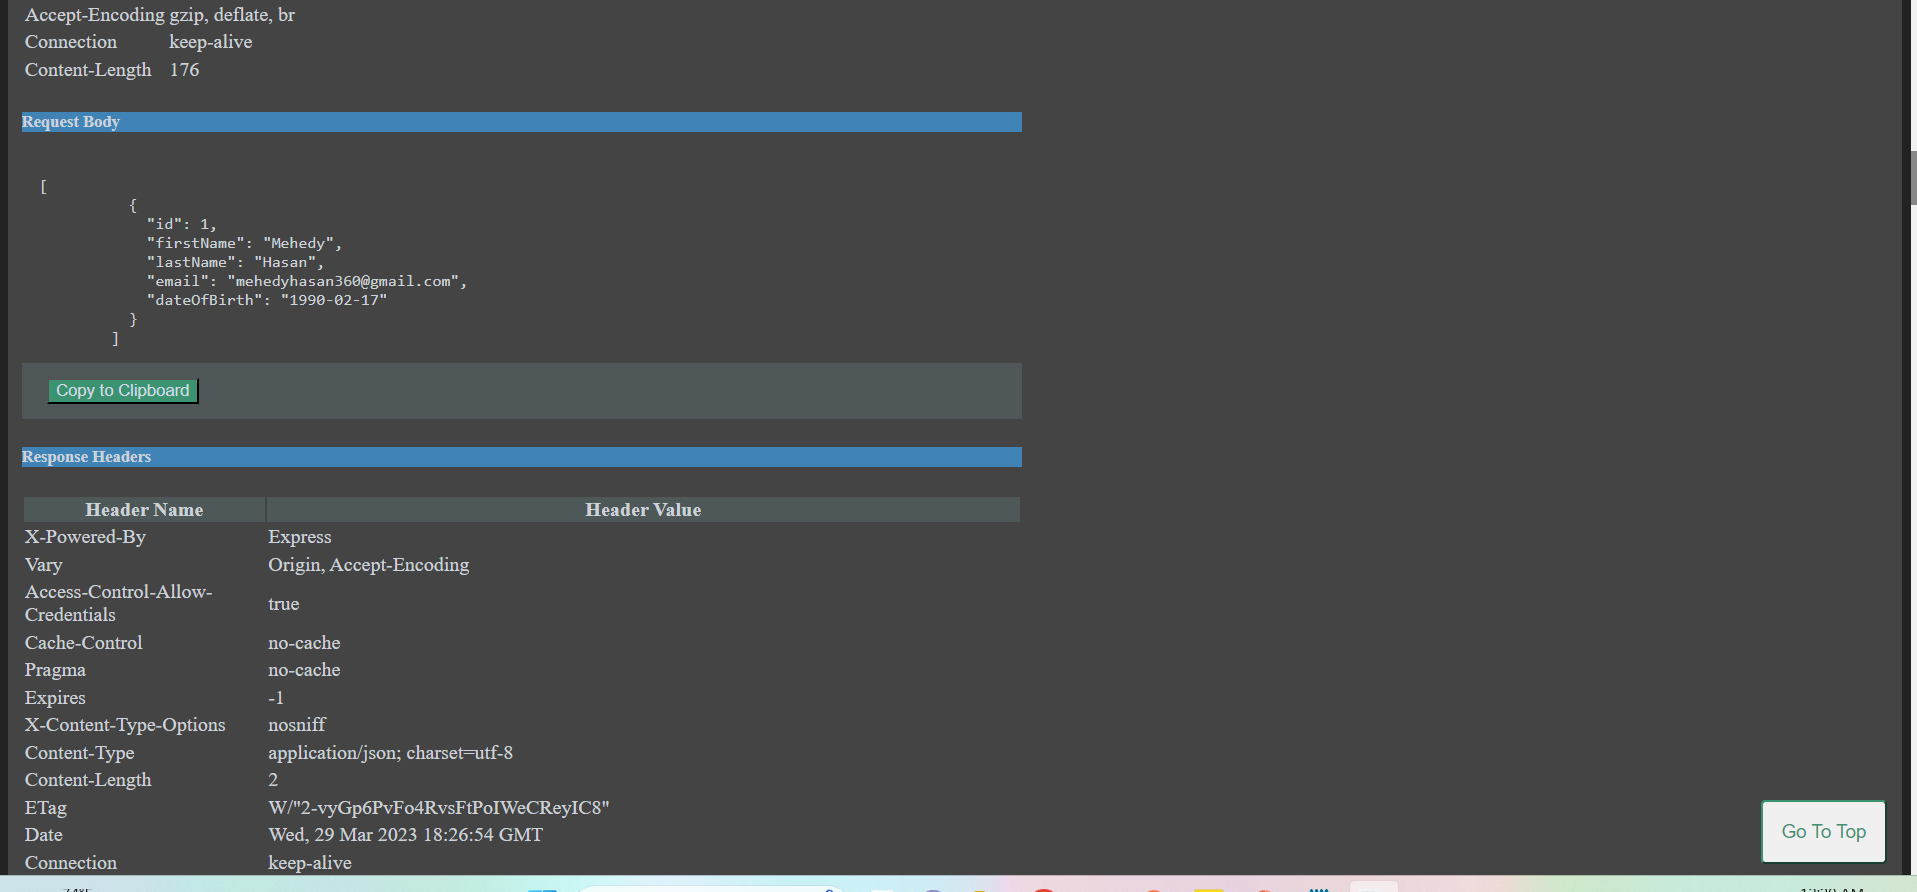 Accept-Encoding gzip, deflate, br
Connection keep-alive
Content-Length 176
Request Body
[
{
"id": 1,
"firstName": "Mehedy",
"lastName": "Hasan",
"email": "mehedyhasan360@gmail.com",
"dateOfBirth": "1990-02-17"
}
]
Copy to Clipboard
Response Headers
Header Name Header Value
X-Powered-By Express
Vary Origin, Accept-Encoding
Access-Control-Allow-
Credentials true
Cache-Control no-cache
Pragma no-cache
Expires -1
X-Content-Type-Options nosniff
Content-Type application/json; charset=utf-8
Content-Length 2
ETag W/"2-vyGp6PvFo4RvsFtPoIWeCReyIC8"
Date Wed, 29 Mar 2023 18:26:54 GMT
Connection keep-alive
Go To Top